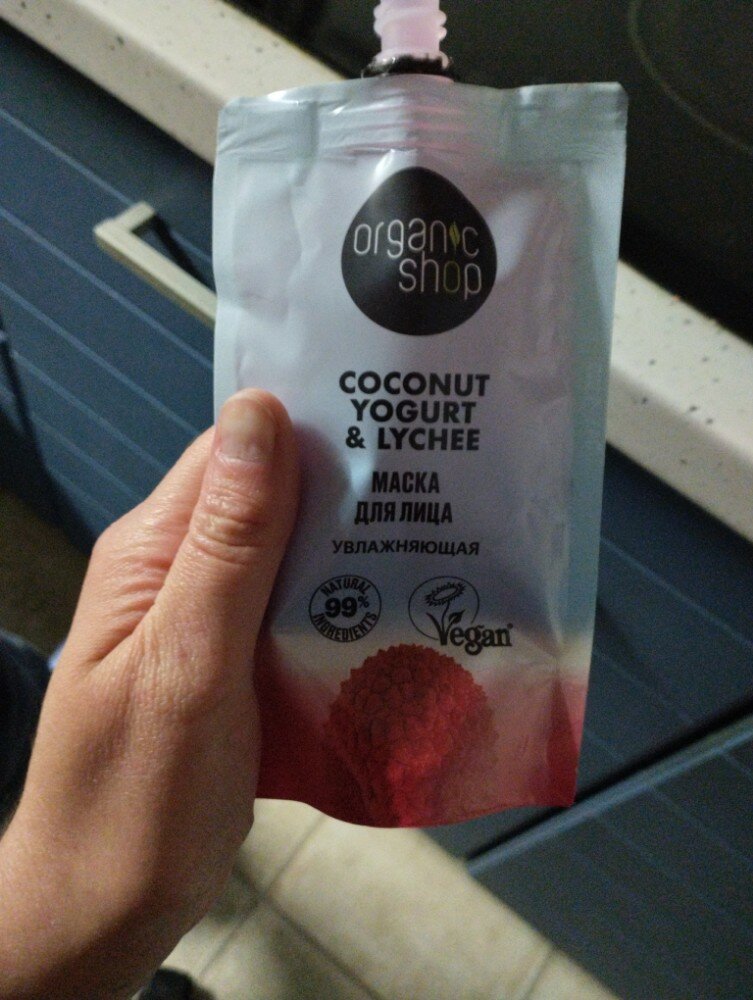 organic
shop
COCONUT
YOGURT
& LYCHEE
МАСКА
ДЛЯ ЛИЦА
УВЛАЖНЯЮЩАЯ
NATURAL
99%
INGREDIENTS
Vegan